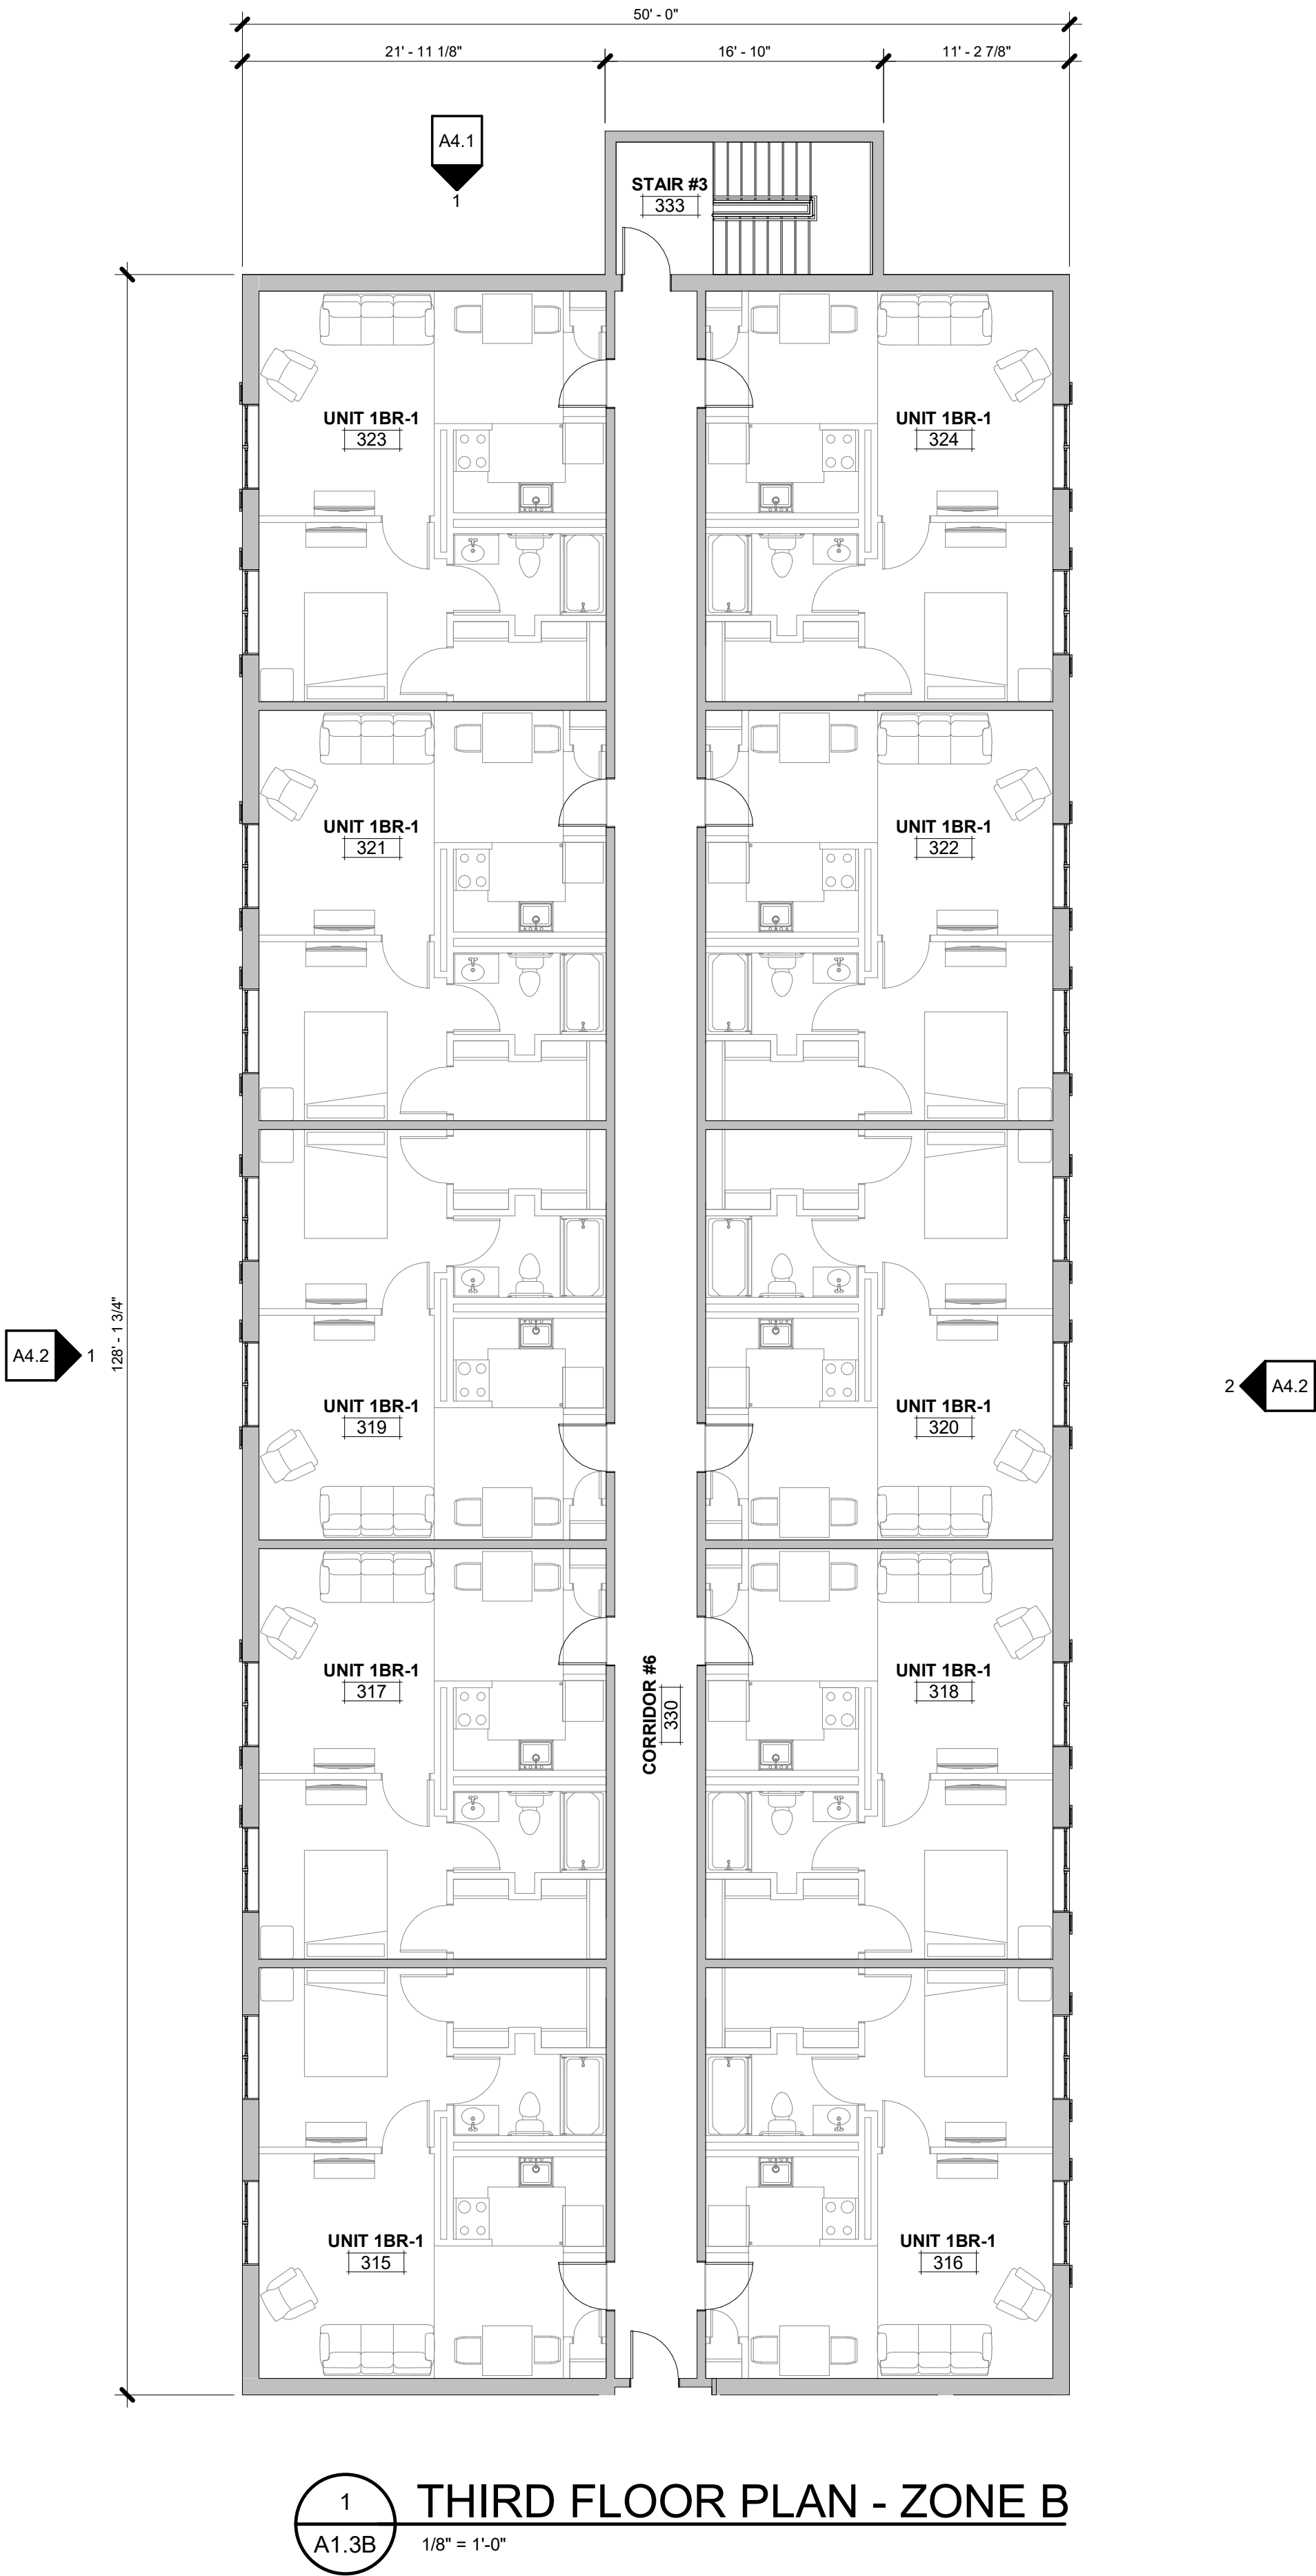 50' - 0"
21' - 11 1/8"
16' - 10"
11' - 2 7/8"
A4.1
1
STAIR #3
333
UNIT 1BR-1
323
UNIT 1BR-1
324
UNIT 1BR-1
321
UNIT 1BR-1
322
128' - 1 3/4"
A4.2
1
2
A4.2
UNIT 1BR-1
319
UNIT 1BR-1
320
UNIT 1BR-1
317
CORRIDOR #6
330
UNIT 1BR-1
318
UNIT 1BR-1
315
UNIT 1BR-1
316
1
A1.3B
THIRD FLOOR PLAN - ZONE B
1/8" = 1'-0"